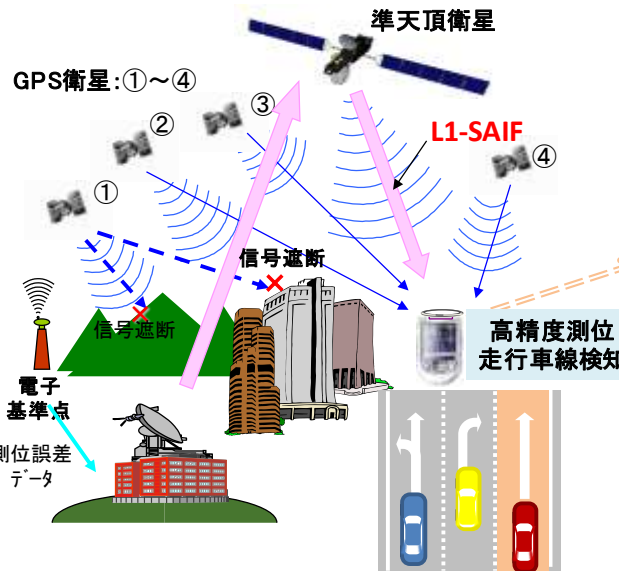 準天頂衛星
GPS衛星:①～④
③
②
L1-SAIF
④
①
信号遮断
信号遮断
高精度測位
走行車線検知
電子
基準点
測位誤差
データ